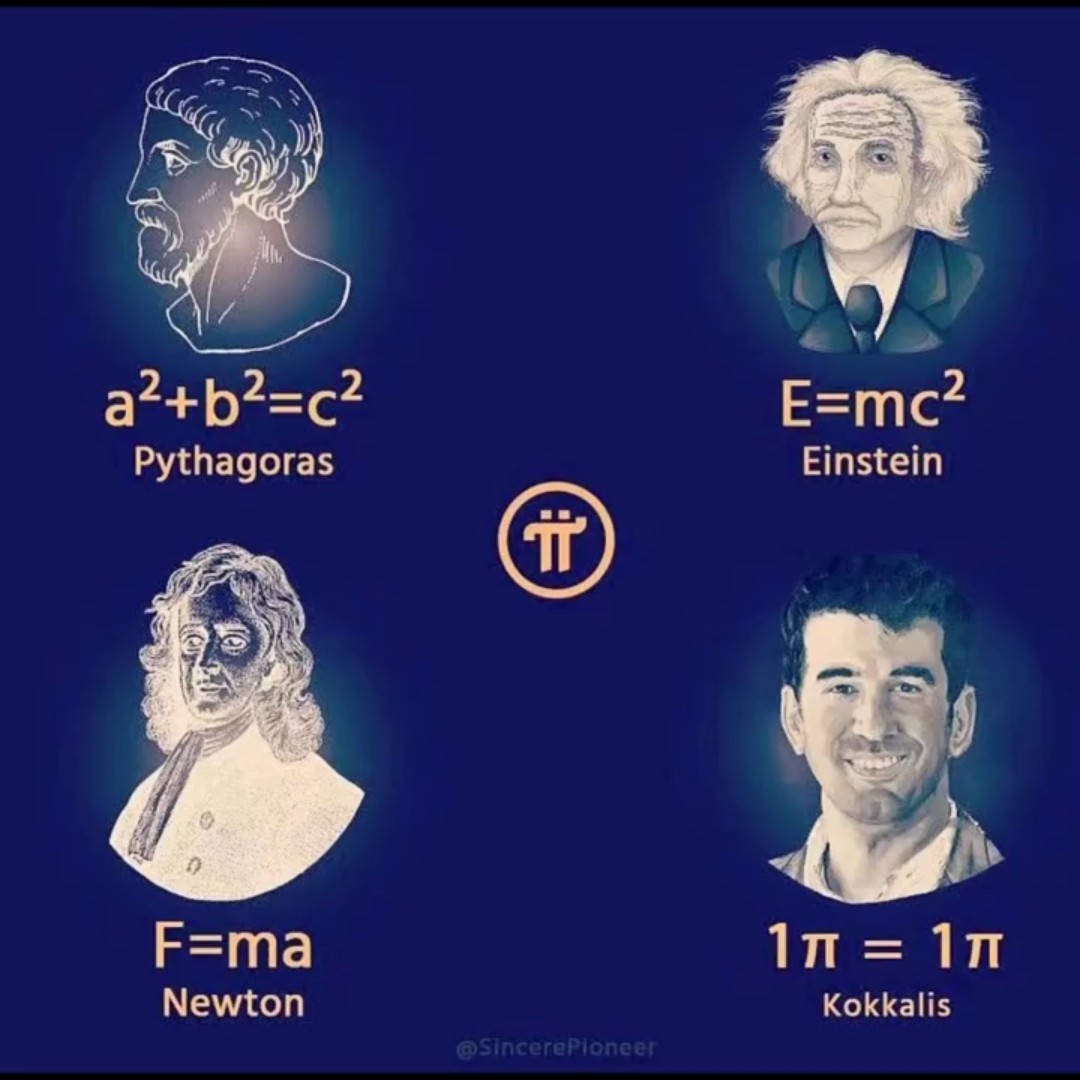 a²+b²=c²
Pythagoras
E=mc²
Einstein
π
F=ma
Newton
1π = 1π
Kokkalis
@SincerePioneer